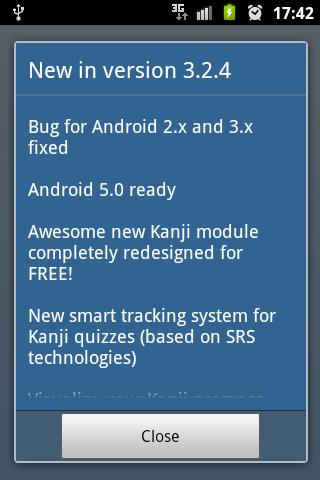 3G 17:42
New in version 3.2.4
Bug for Android 2.x and 3.x
fixed
Android 5.0 ready
Awesome new Kanji module
completely redesigned for
FREE!
New smart tracking system for
Kanji quizzes (based on SRS
technologies)
Close